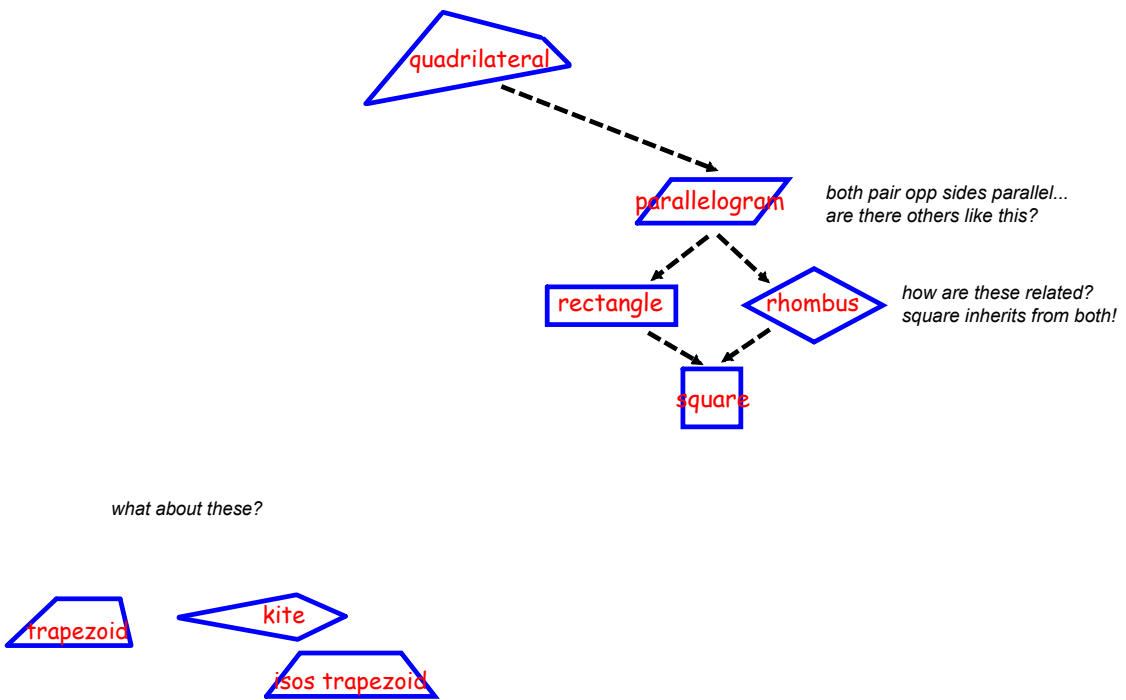 quadrilateral
parallelogram
both pair opp sides parallel...
are there others like this?
rectangle
rhombus
how are these related?
square inherits from both!
square
what about these?
trapezoid
kite
isos trapezoid